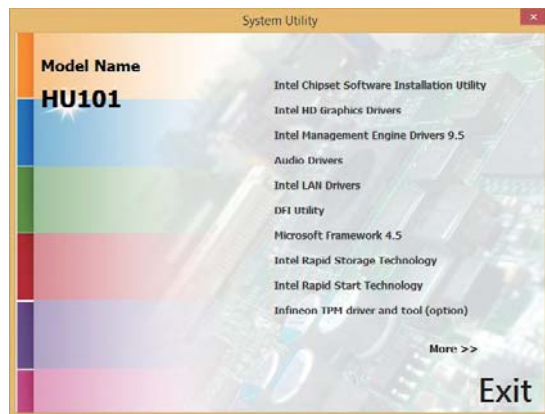 System Utility
Model Name
HU101
Intel Chipset Software Installation Utility
Intel HD Graphics Drivers
Intel Management Engine Drivers 9.5
Audio Drivers
Intel LAN Drivers
DFI Utility
Microsoft Framework 4.5
Intel Rapid Storage Technology
Intel Rapid Start Technology
Infineon TPM driver and tool (option)
More >>
Exit